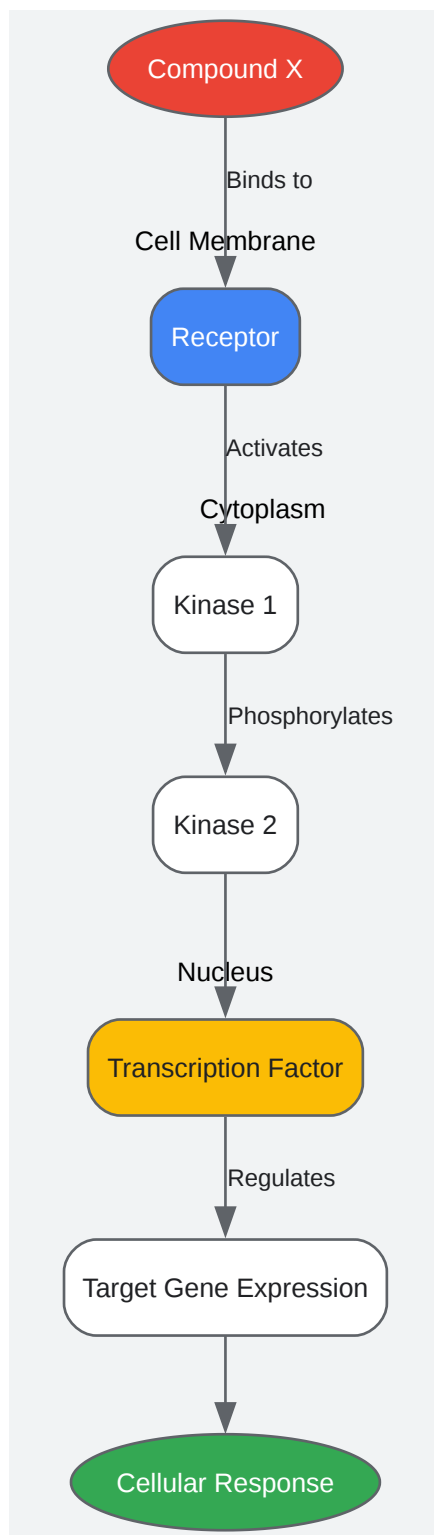 Compound X
Binds to
Cell Membrane
Receptor
Activates
Cytoplasm
Kinase 1
Phosphorylates
Kinase 2
Nucleus
Transcription Factor
Regulates
Target Gene Expression
Cellular Response